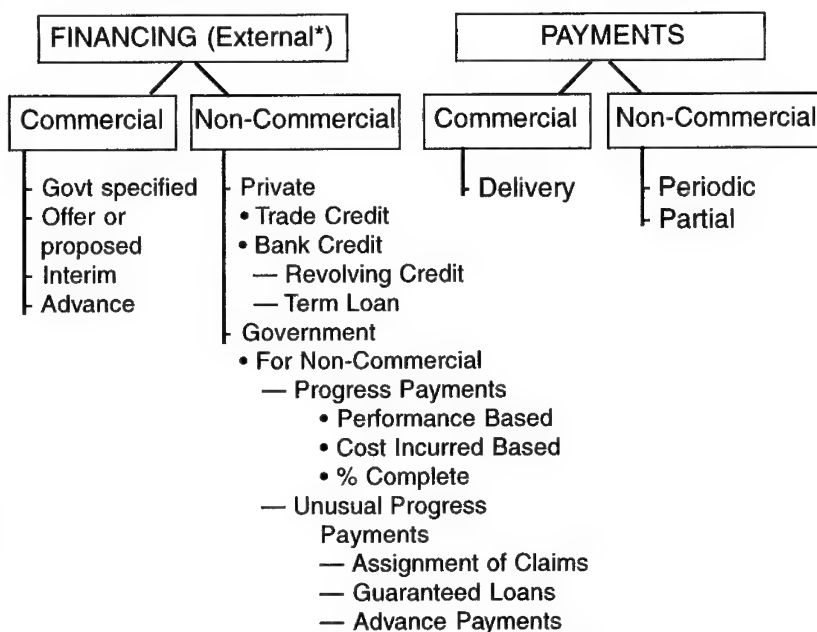 FINANCING (External*)
Commercial
Non-Commercial
Govt specified
Offer or
proposed
Interim
Advance
Private
• Trade Credit
• Bank Credit
— Revolving Credit
— Term Loan
Government
• For Non-Commercial
— Progress Payments
• Performance Based
• Cost Incurred Based
• % Complete
— Unusual Progress
Payments
— Assignment of Claims
— Guaranteed Loans
— Advance Payments
PAYMENTS
Commercial
Non-Commercial
Delivery
Periodic
Partial